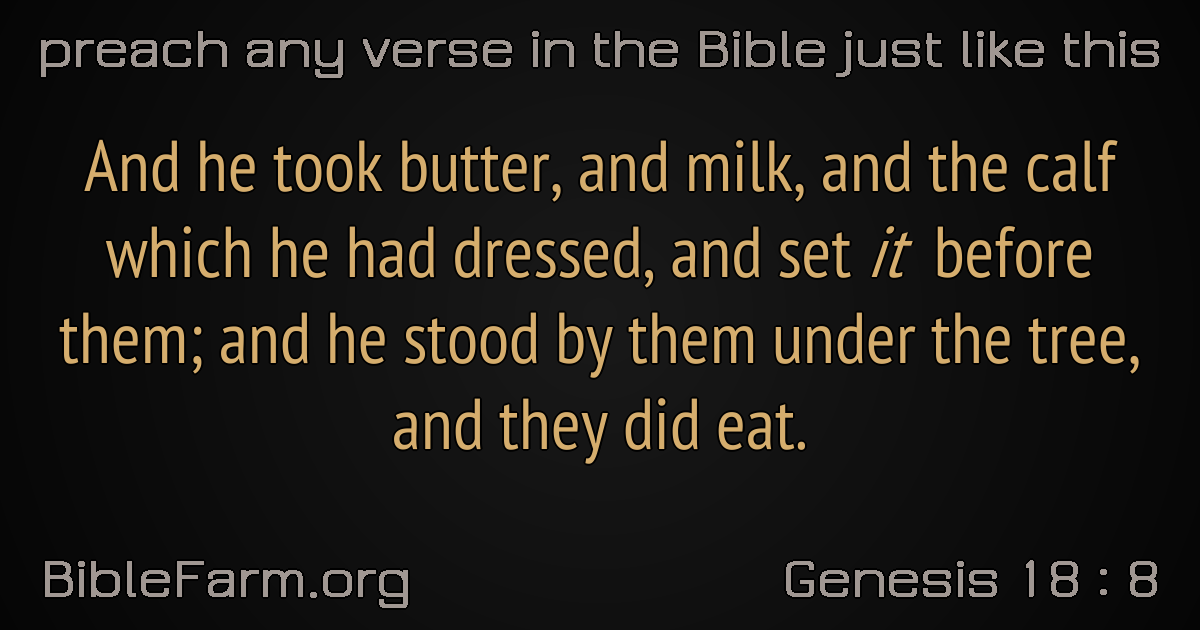 preach any verse in the Bible just like this
And he took butter, and milk, and the calf
which he had dressed, and set it before
them; and he stood by them under the tree,
and they did eat.
BibleFarm.org
Genesis 18 : 8